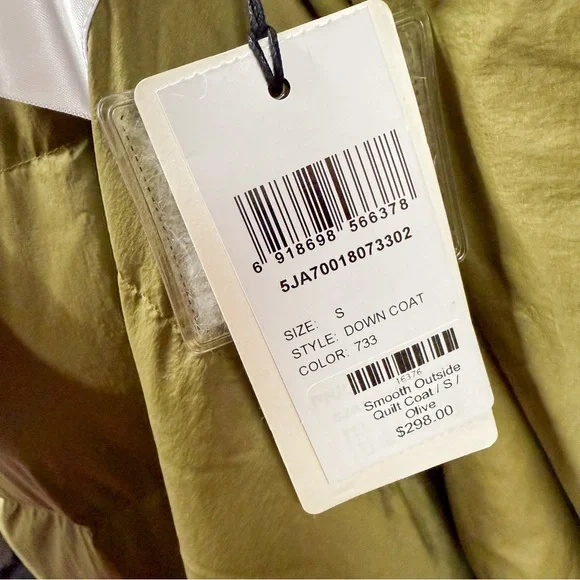 6 918698 566378
5JA70018073302
SIZE: S
STYLE: DOWN COAT
COLOR: 733
16376
Smooth Outside
Quilt Coat / S /
Olive
$298.00